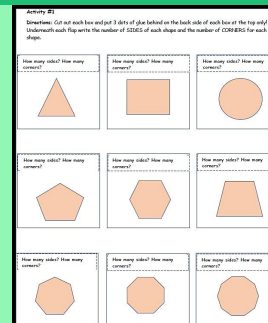 Activity #1
Directions: Cut out each box and put 3 dots of glue behind on the back side of each box at the top only!
Underneath each flap write the number of SIDES of each shape and the number of CORNERS for each
shape.
How many sides? How many
corners?
How many sides? How many
corners?
How many sides? How many
corners?
How many sides? How many
corners?
How many sides? How many
corners?
How many sides? How many
corners?
How many sides? How many
corners?
How many sides? How many
corners?
How many sides? How many
corners?